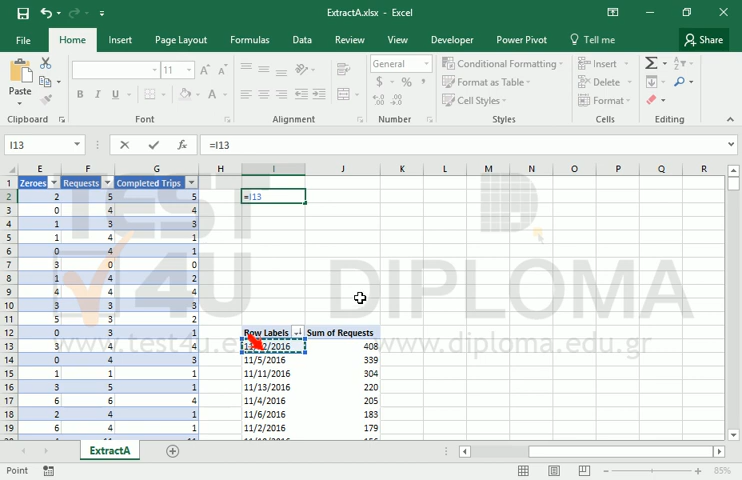 ExtractA.xlsx - Excel
File Home Insert Page Layout Formulas Data Review View Developer Power Pivot Tell me Share
11 General
Paste B I U $ %
Conditional Formatting
Format as Table
Cell Styles
Insert
Delete
Format
Clipboard Font Alignment Number Styles Cells Editing
I13 fx =I13
E F G H I J K L M N O P Q R
1 Zeroes Requests Completed Trips
2 2 5 5 =I13
3 0 4 4
4 1 3 3
5 1 4 1
6 0 4 1
7 3 0 0
8 1 4 2
9 4 4 4
10 3 3 3
11 5 3 2
12 0 3 1 Row Labels Sum of Requests
13 3 4 4 408
14 0 4 3 11/5/2016 339
15 1 1 1 11/11/2016 304
16 3 5 1 11/13/2016 220
17 6 6 4 11/4/2016 205
18 2 4 1 11/6/2016 183
19 6 4 1 11/2/2016 179
TEST
4U DIPLOMA
www.test4u.e www.diploma.edu.gr
ExtractA
Point 85%